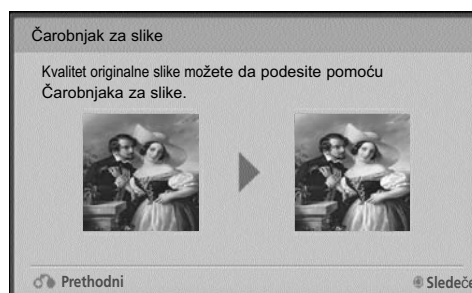 Čarobnjak za slike
Kvalitet originalne slike možete da podesite pomoću
Čarobnjaka za slike.
Prethodni
Sledeće